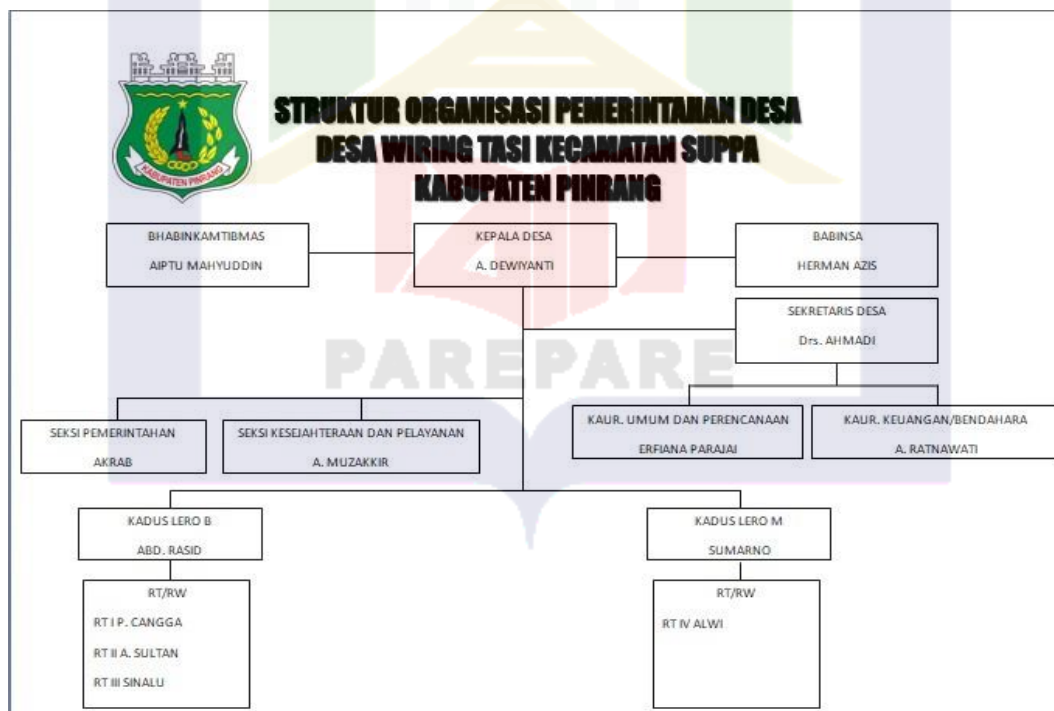 STRUKTUR ORGANISASI PEMERINTAHAN DESA
DESA WIRING TASI KECAMATAN SUPPA
KABUPATEN PINRANG
KABUPATEN PINRANG
BHABINKAMTIBMAS
AIPTU MAHYUDDIN
KEPALA DESA
A. DEWIYANTI
BABINSA
HERMAN AZIS
SEKRETARIS DESA
Drs. AHMADI
PAREPARE
SEKSI PEMERINTAHAN
AKRAB
SEKSI KESEJAHTERAAN DAN PELAYANAN
A. MUZAKKIR
KAUR. UMUM DAN PERENCANAAN
ERFIANA PARAJAI
KAUR. KEUANGAN/BENDAHARA
A. RATNAWATI
KADUS LERO B
ABD. RASID
KADUS LERO M
SUMARNO
RT/RW
RT I P. CANGGA
RT II A. SULTAN
RT III SINALU
RT/RW
RT IV ALWI